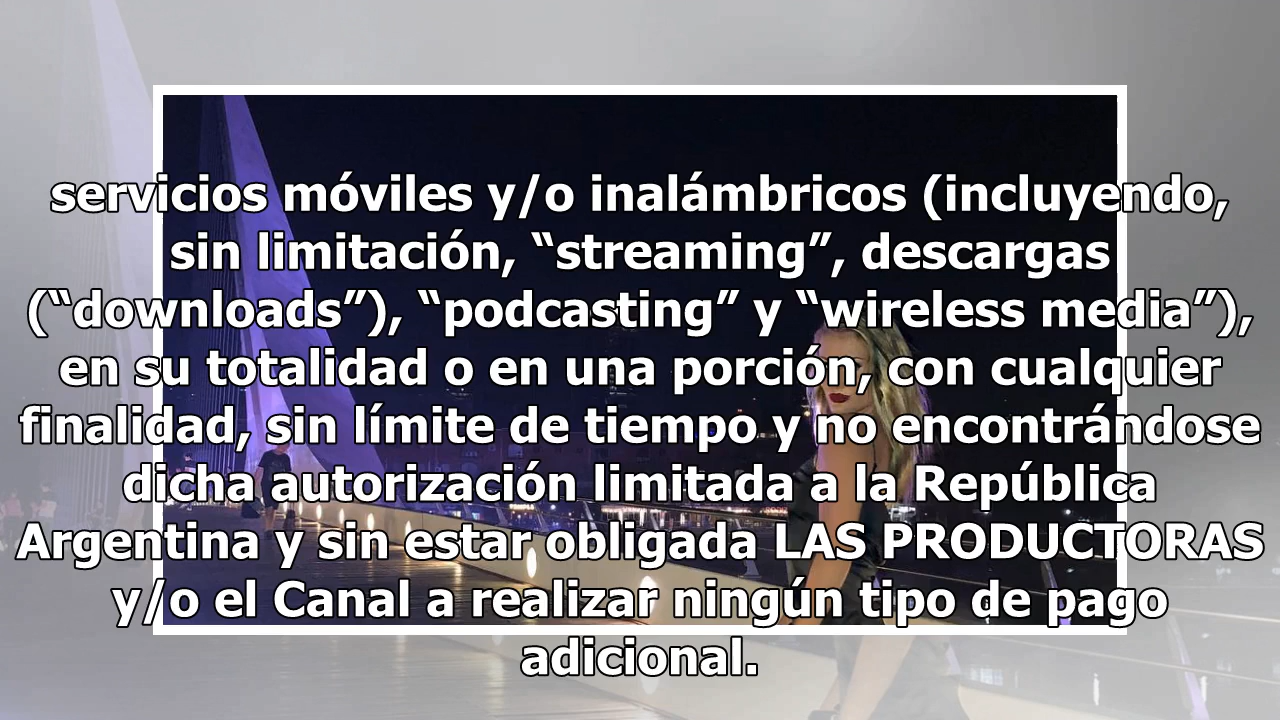 servicios móviles y/o inalámbricos (incluyendo,
sin limitación, “streaming”, descargas
(“downloads”), “podcasting” y “wireless media”),
en su totalidad o en una porción, con cualquier
finalidad, sin límite de tiempo y no encontrándose
dicha autorización limitada a la República
Argentina y sin estar obligada LAS PRODUCTORAS
y/o el Canal a realizar ningún tipo de pago
adicional.